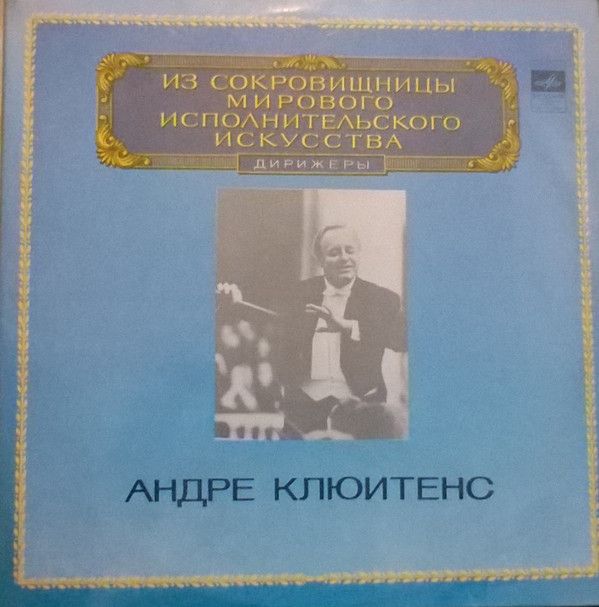 ИЗ СОКРОВИЩНИЦЫ
МИРОВОГО
ИСПОЛНИТЕЛЬСКОГО
ИСКУССТВА
ДИРИЖЕРЫ
АНДРЕ КЛЮИТЕНС